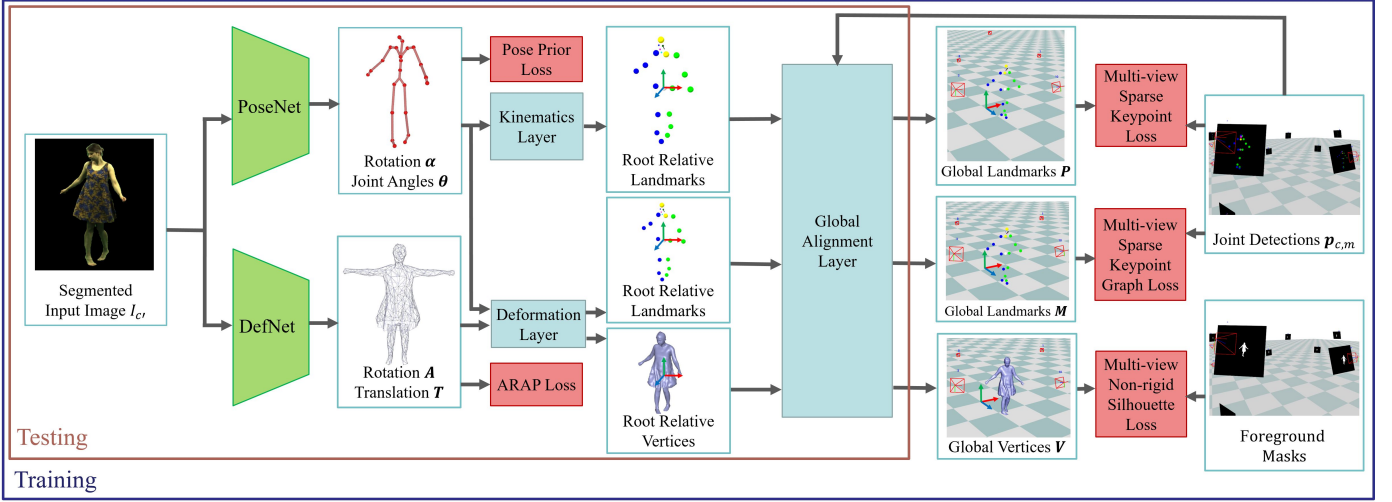 Segmented
Input Image I_{c'}
PoseNet
DefNet
Rotation α
Joint Angles θ
Rotation A
Translation T
Pose Prior
Loss
Kinematics
Layer
Deformation
Layer
ARAP Loss
Root Relative
Landmarks
Root Relative
Landmarks
Root Relative
Vertices
Global
Alignment
Layer
Global Landmarks P
Global Landmarks M
Global Vertices V
Multi-view
Sparse
Keypoint
Loss
Multi-view
Sparse
Keypoint
Graph Loss
Multi-view
Non-rigid
Silhouette
Loss
Joint Detections p_{c,m}
Foreground
Masks
Testing
Training